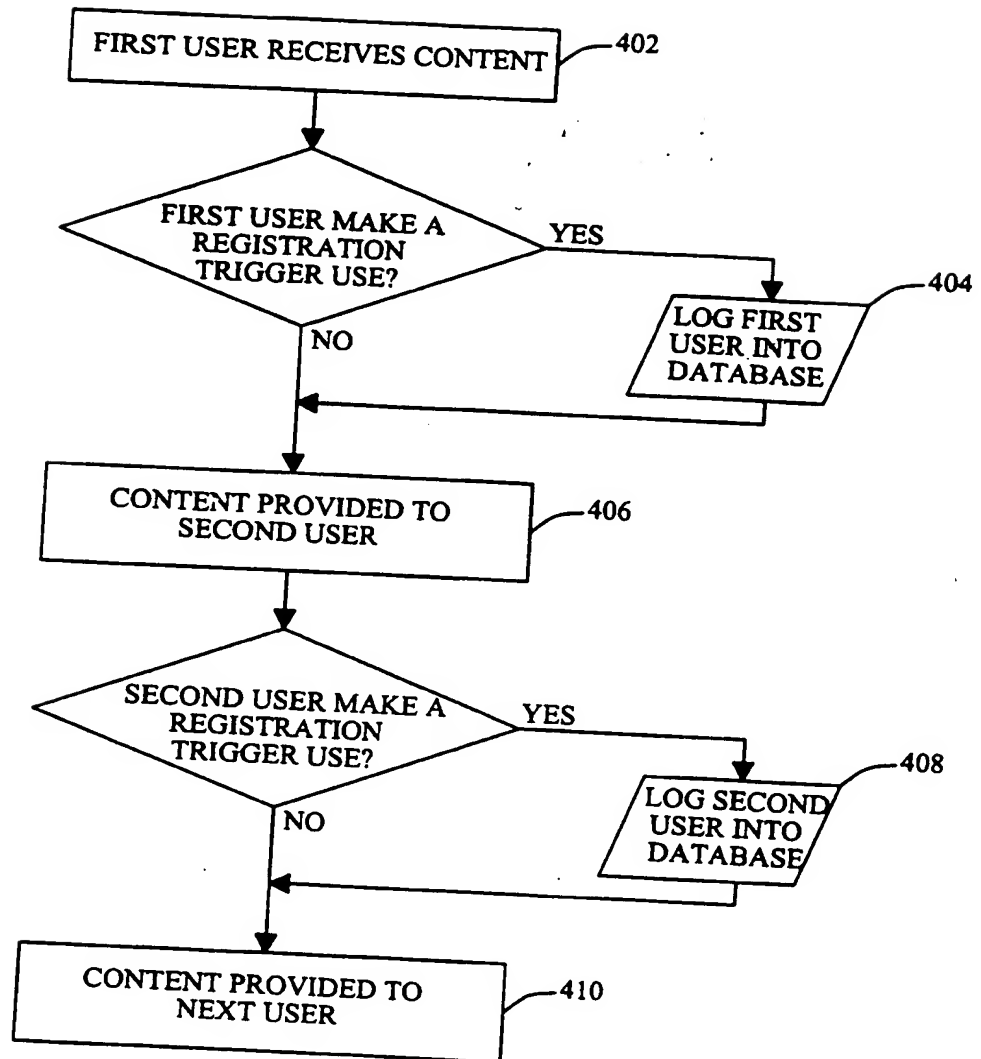 FIRST USER RECEIVES CONTENT
402
FIRST USER MAKE A
REGISTRATION
TRIGGER USE?
YES
404
LOG FIRST
USER INTO
DATABASE
NO
CONTENT PROVIDED TO
SECOND USER
406
SECOND USER MAKE A
REGISTRATION
TRIGGER USE?
YES
408
LOG SECOND
USER INTO
DATABASE
NO
CONTENT PROVIDED TO
NEXT USER
410